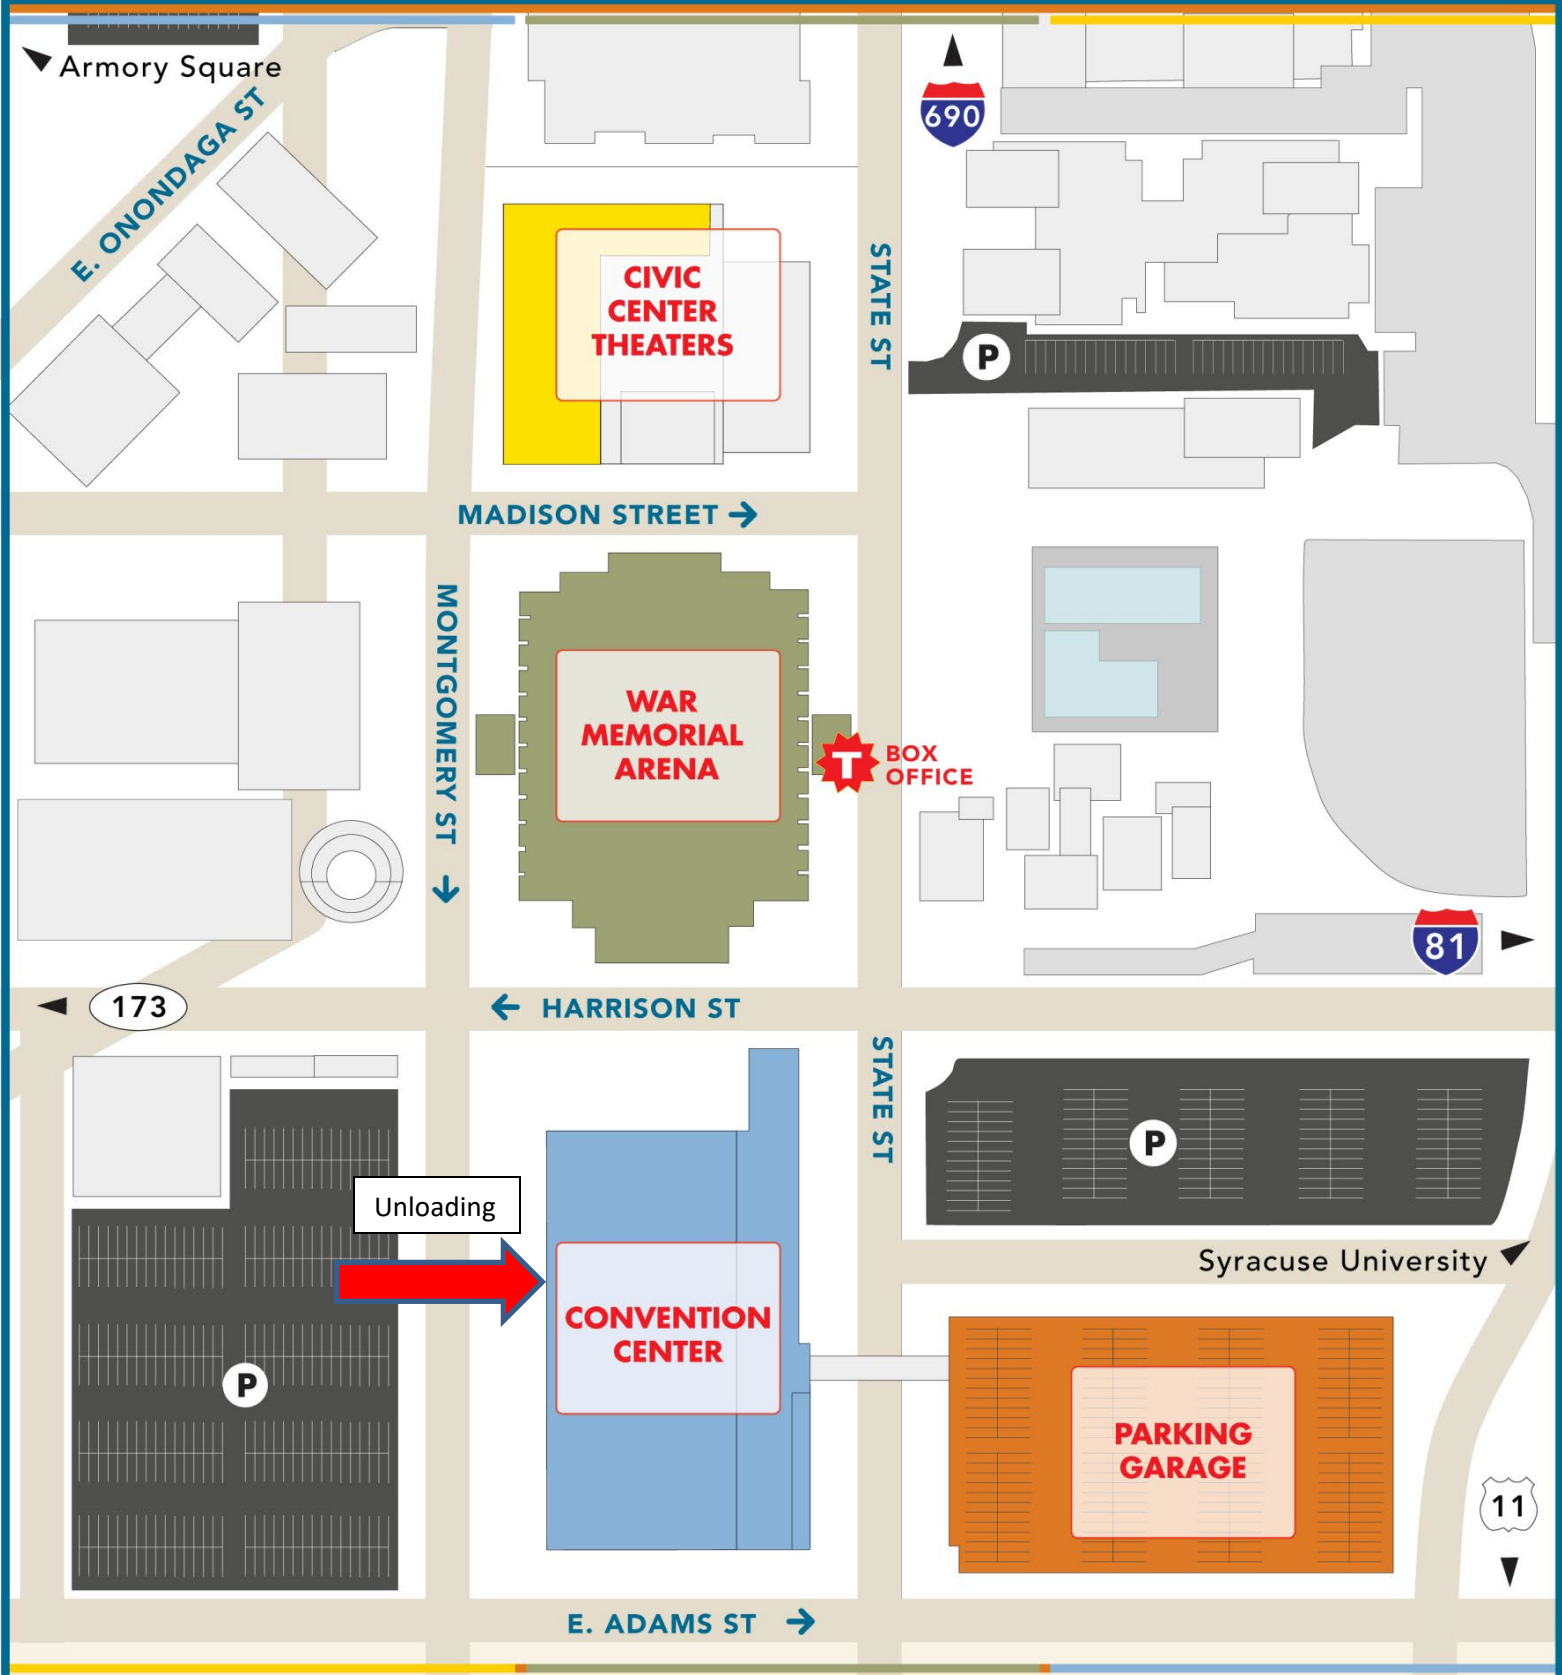 Armory Square
E. ONONDAGA ST
690
CIVIC
CENTER
THEATERS
STATE ST
P
MADISON STREET
MONTGOMERY ST
WAR
MEMORIAL
ARENA
T
BOX
OFFICE
81
173
HARRISON ST
STATE ST
P
Unloading
Syracuse University
CONVENTION
CENTER
P
PARKING
GARAGE
11
E. ADAMS ST